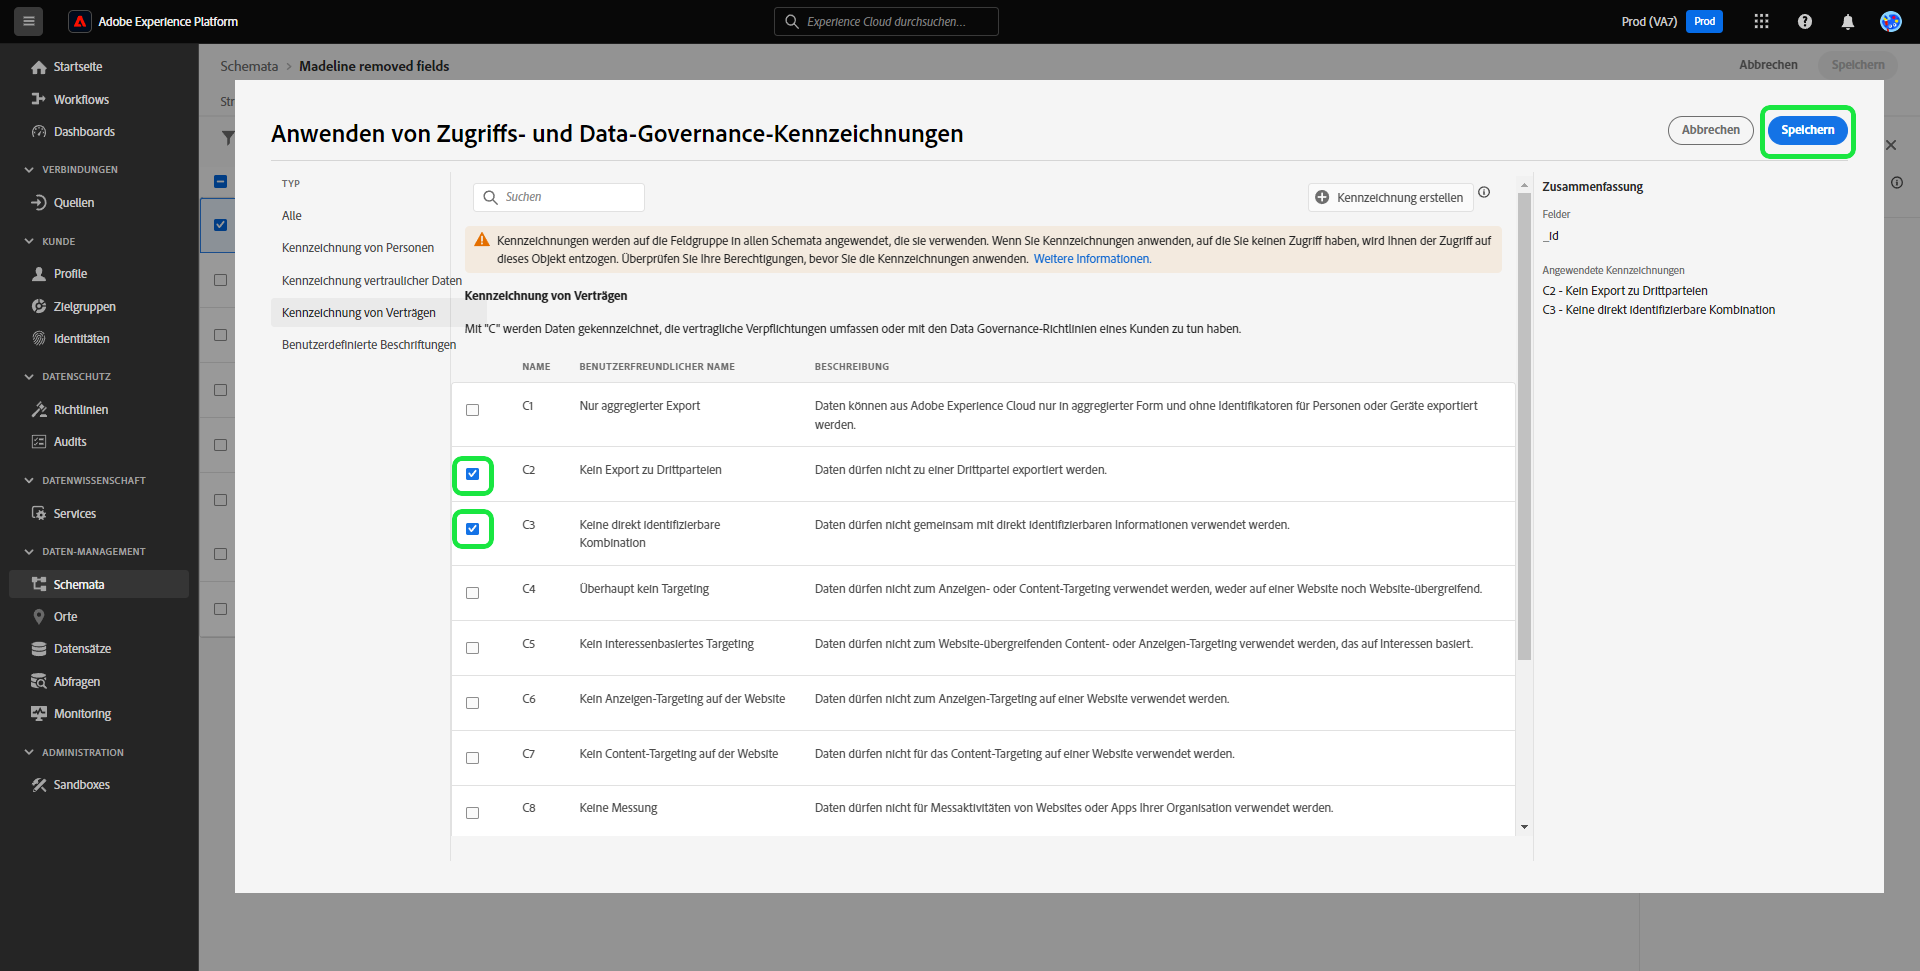 Adobe Experience Platform
Experience Cloud durchsuchen...
Prod (VA7)
Prod
Startseite
Workflows
Dashboards
VERBINDUNGEN
Quellen
KUNDE
Profile
Zielgruppen
Identitäten
DATENSCHUTZ
Richtlinien
Audits
DATENWISSENSCHAFT
Services
DATEN-MANAGEMENT
Schemata
Orte
Datensätze
Abfragen
Monitoring
ADMINISTRATION
Sandboxes
Schemata > Madeline removed fields
Abbrechen
Speichern
Str
Anwenden von Zugriffs- und Data-Governance-Kennzeichnungen
Abbrechen
Speichern
TYP
Alle
Kennzeichnung von Personen
Kennzeichnung vertraulicher Daten
Kennzeichnung von Verträgen
Benutzerdefinierte Beschriftungen
Suchen
Kennzeichnung erstellen
Kennzeichnungen werden auf die Feldgruppe in allen Schemata angewendet, die sie verwenden. Wenn Sie Kennzeichnungen anwenden, auf die Sie keinen Zugriff haben, wird Ihnen der Zugriff auf
dieses Objekt entzogen. Überprüfen Sie Ihre Berechtigungen, bevor Sie die Kennzeichnungen anwenden. Weitere Informationen.
Kennzeichnung von Verträgen
Mit "C" werden Daten gekennzeichnet, die vertragliche Verpflichtungen umfassen oder mit den Data Governance-Richtlinien eines Kunden zu tun haben.
NAME BENUTZERFREUNDLICHER NAME BESCHREIBUNG
C1 Nur aggregierter Export Daten können aus Adobe Experience Cloud nur in aggregierter Form und ohne Identifikatoren für Personen oder Geräte exportiert
werden.
C2 Kein Export zu Drittparteien Daten dürfen nicht zu einer Drittpartei exportiert werden.
C3 Keine direkt identifizierbare Daten dürfen nicht gemeinsam mit direkt identifizierbaren Informationen verwendet werden.
Kombination
C4 Überhaupt kein Targeting Daten dürfen nicht zum Anzeigen- oder Content-Targeting verwendet werden, weder auf einer Website noch Website-übergreifend.
C5 Kein interessenbasiertes Targeting Daten dürfen nicht zum Website-übergreifenden Content- oder Anzeigen-Targeting verwendet werden, das auf Interessen basiert.
C6 Kein Anzeigen-Targeting auf der Website Daten dürfen nicht zum Anzeigen-Targeting auf einer Website verwendet werden.
C7 Kein Content-Targeting auf der Website Daten dürfen nicht für das Content-Targeting auf einer Website verwendet werden.
C8 Keine Messung Daten dürfen nicht für Messaktivitäten von Websites oder Apps Ihrer Organisation verwendet werden.
Zusammenfassung
Felder
_id
Angewendete Kennzeichnungen
C2 - Kein Export zu Drittparteien
C3 - Keine direkt identifizierbare Kombination